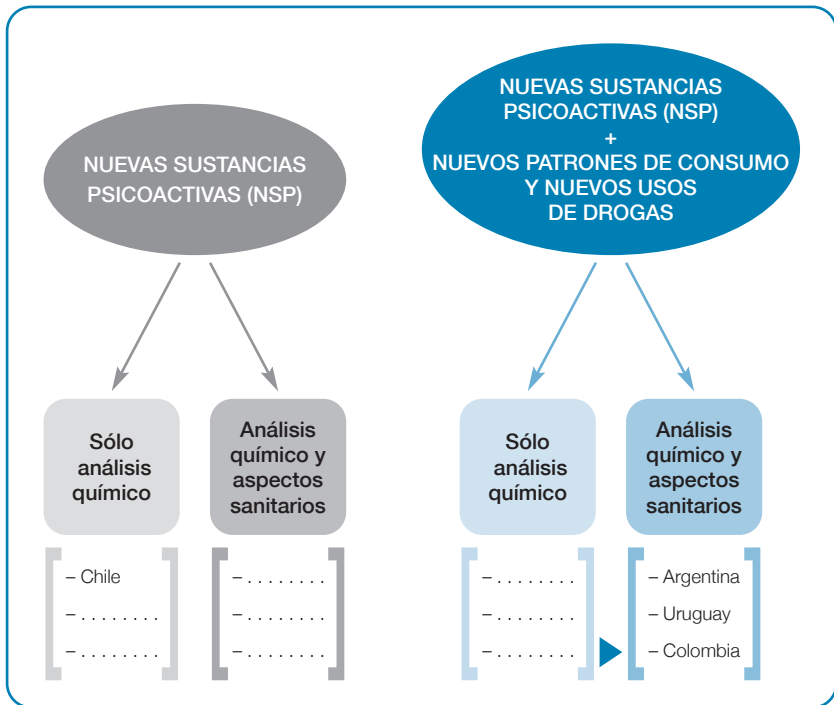 NUEVAS SUSTANCIAS
PSICOACTIVAS (NSP)
NUEVAS SUSTANCIAS
PSICOACTIVAS (NSP)
+
NUEVOS PATRONES DE CONSUMO
Y NUEVOS USOS
DE DROGAS
Sólo
análisis
químico
Análisis
químico y
aspectos
sanitarios
Sólo
análisis
químico
Análisis
químico y
aspectos
sanitarios
– Chile
– . . . . . . . .
– . . . . . . . .
– . . . . . . . .
– . . . . . . . .
– . . . . . . . .
– . . . . . . . .
– . . . . . . . .
– . . . . . . . .
– Argentina
– Uruguay
– Colombia